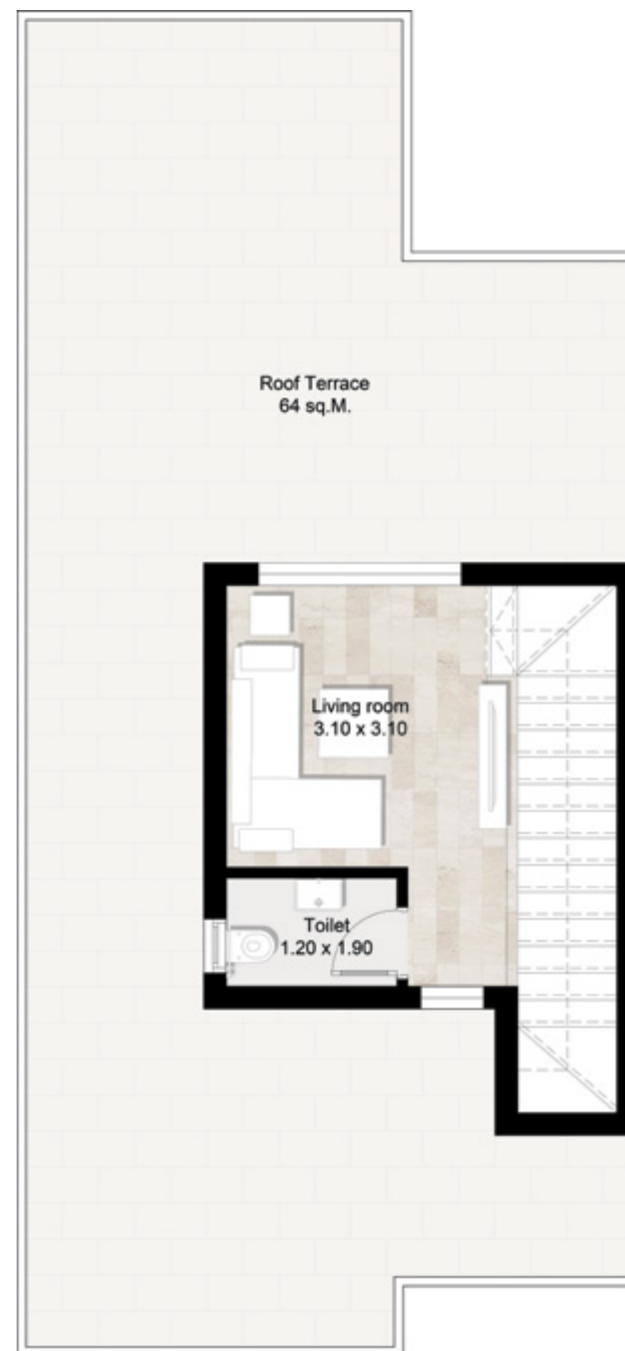 Roof Terrace
64 sq.M.
Living room
3.10 x 3.10
Toilet
1.20 x 1.90